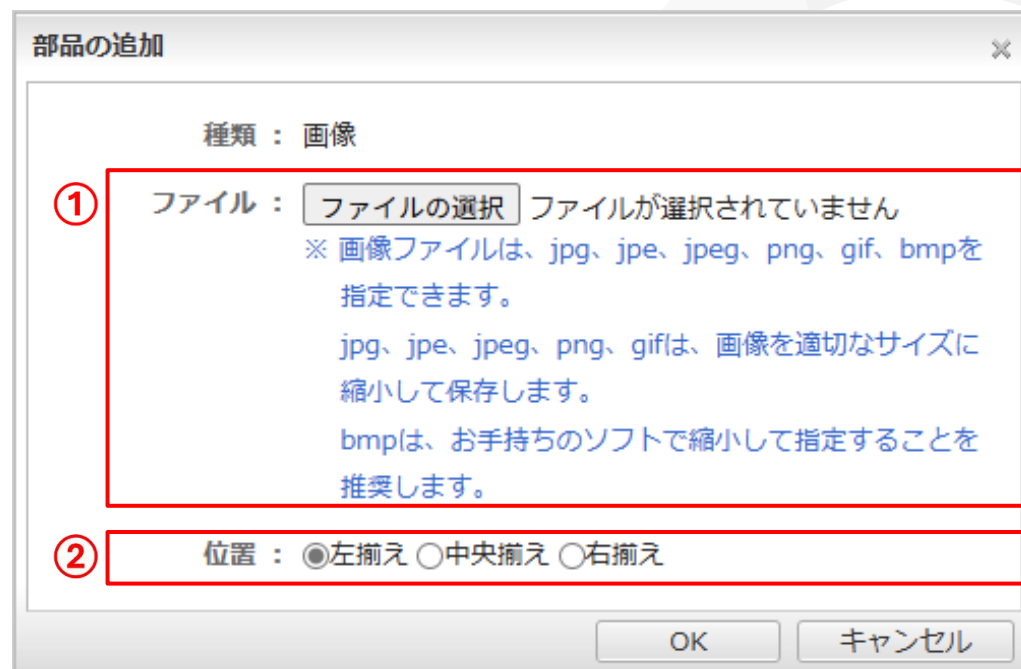 部品の追加
種類 : 画像
① ファイル : ファイルの選択 ファイルが選択されていません
※ 画像ファイルは、jpg、jpe、jpeg、png、gif、bmpを
指定できます。
jpg、jpe、jpeg、png、gifは、画像を適切なサイズに
縮小して保存します。
bmpは、お手持ちのソフトで縮小して指定することを
推奨します。
② 位置 : ◉左揃え ○中央揃え ○右揃え
OK キャンセル